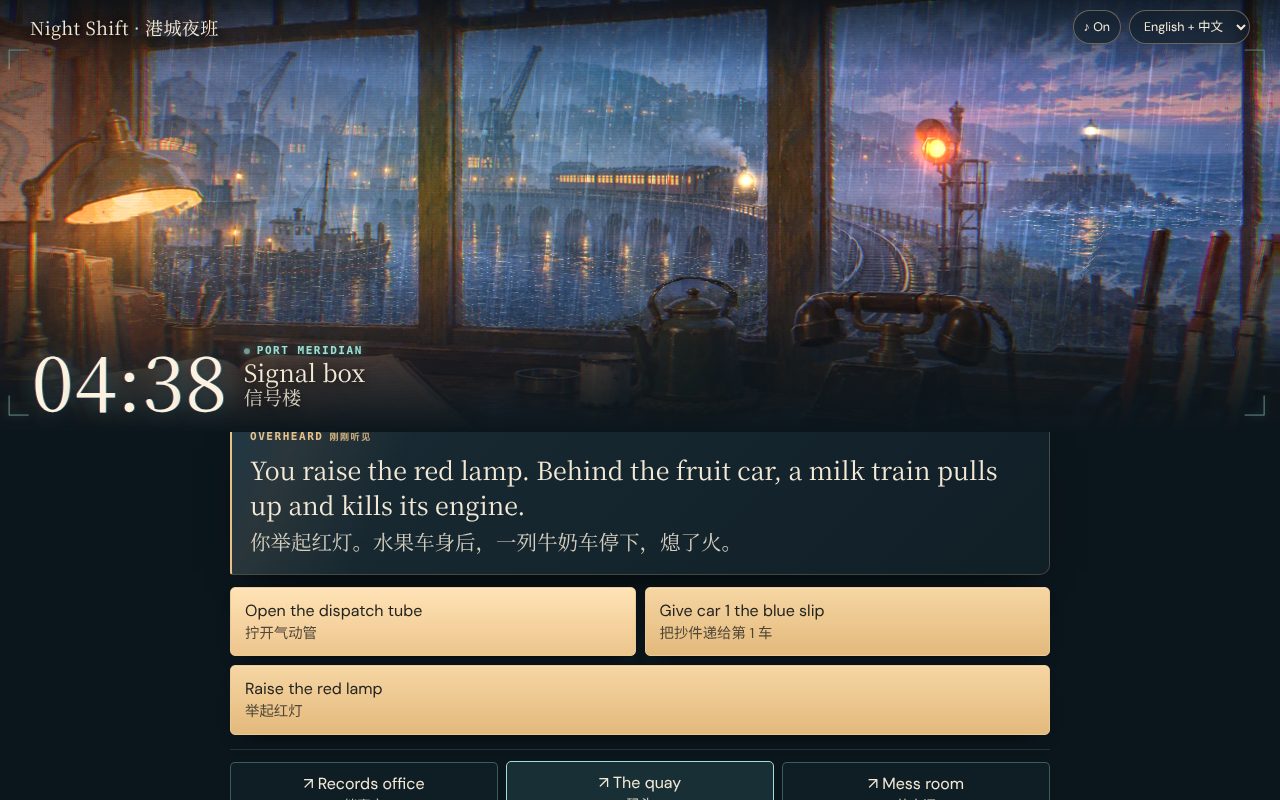 Night Shift · 港城夜班
♪ On
English + 中文
04:38
PORT MERIDIAN
Signal box
信号楼
OVERHEARD 刚刚听见
You raise the red lamp. Behind the fruit car, a milk train pulls
up and kills its engine.
你举起红灯。水果车身后，一列牛奶车停下，熄了火。
Open the dispatch tube
拧开气动管
Give car 1 the blue slip
把抄件递给第 1 车
Raise the red lamp
举起红灯
↗ Records office
↗ The quay
↗ Mess room